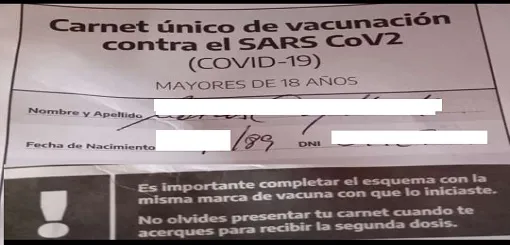 Carnet único de vacunación
contra el SARS CoV2
(COVID-19)
MAYORES DE 18 AÑOS
Nombre y Apellido
Fecha de Nacimiento /89 DNI
Es importante completar el esquema con la
misma marca de vacuna con lo que iniciaste.
No olvides presentar tu carnet cuando te
acerques para recibir la segunda dosis.